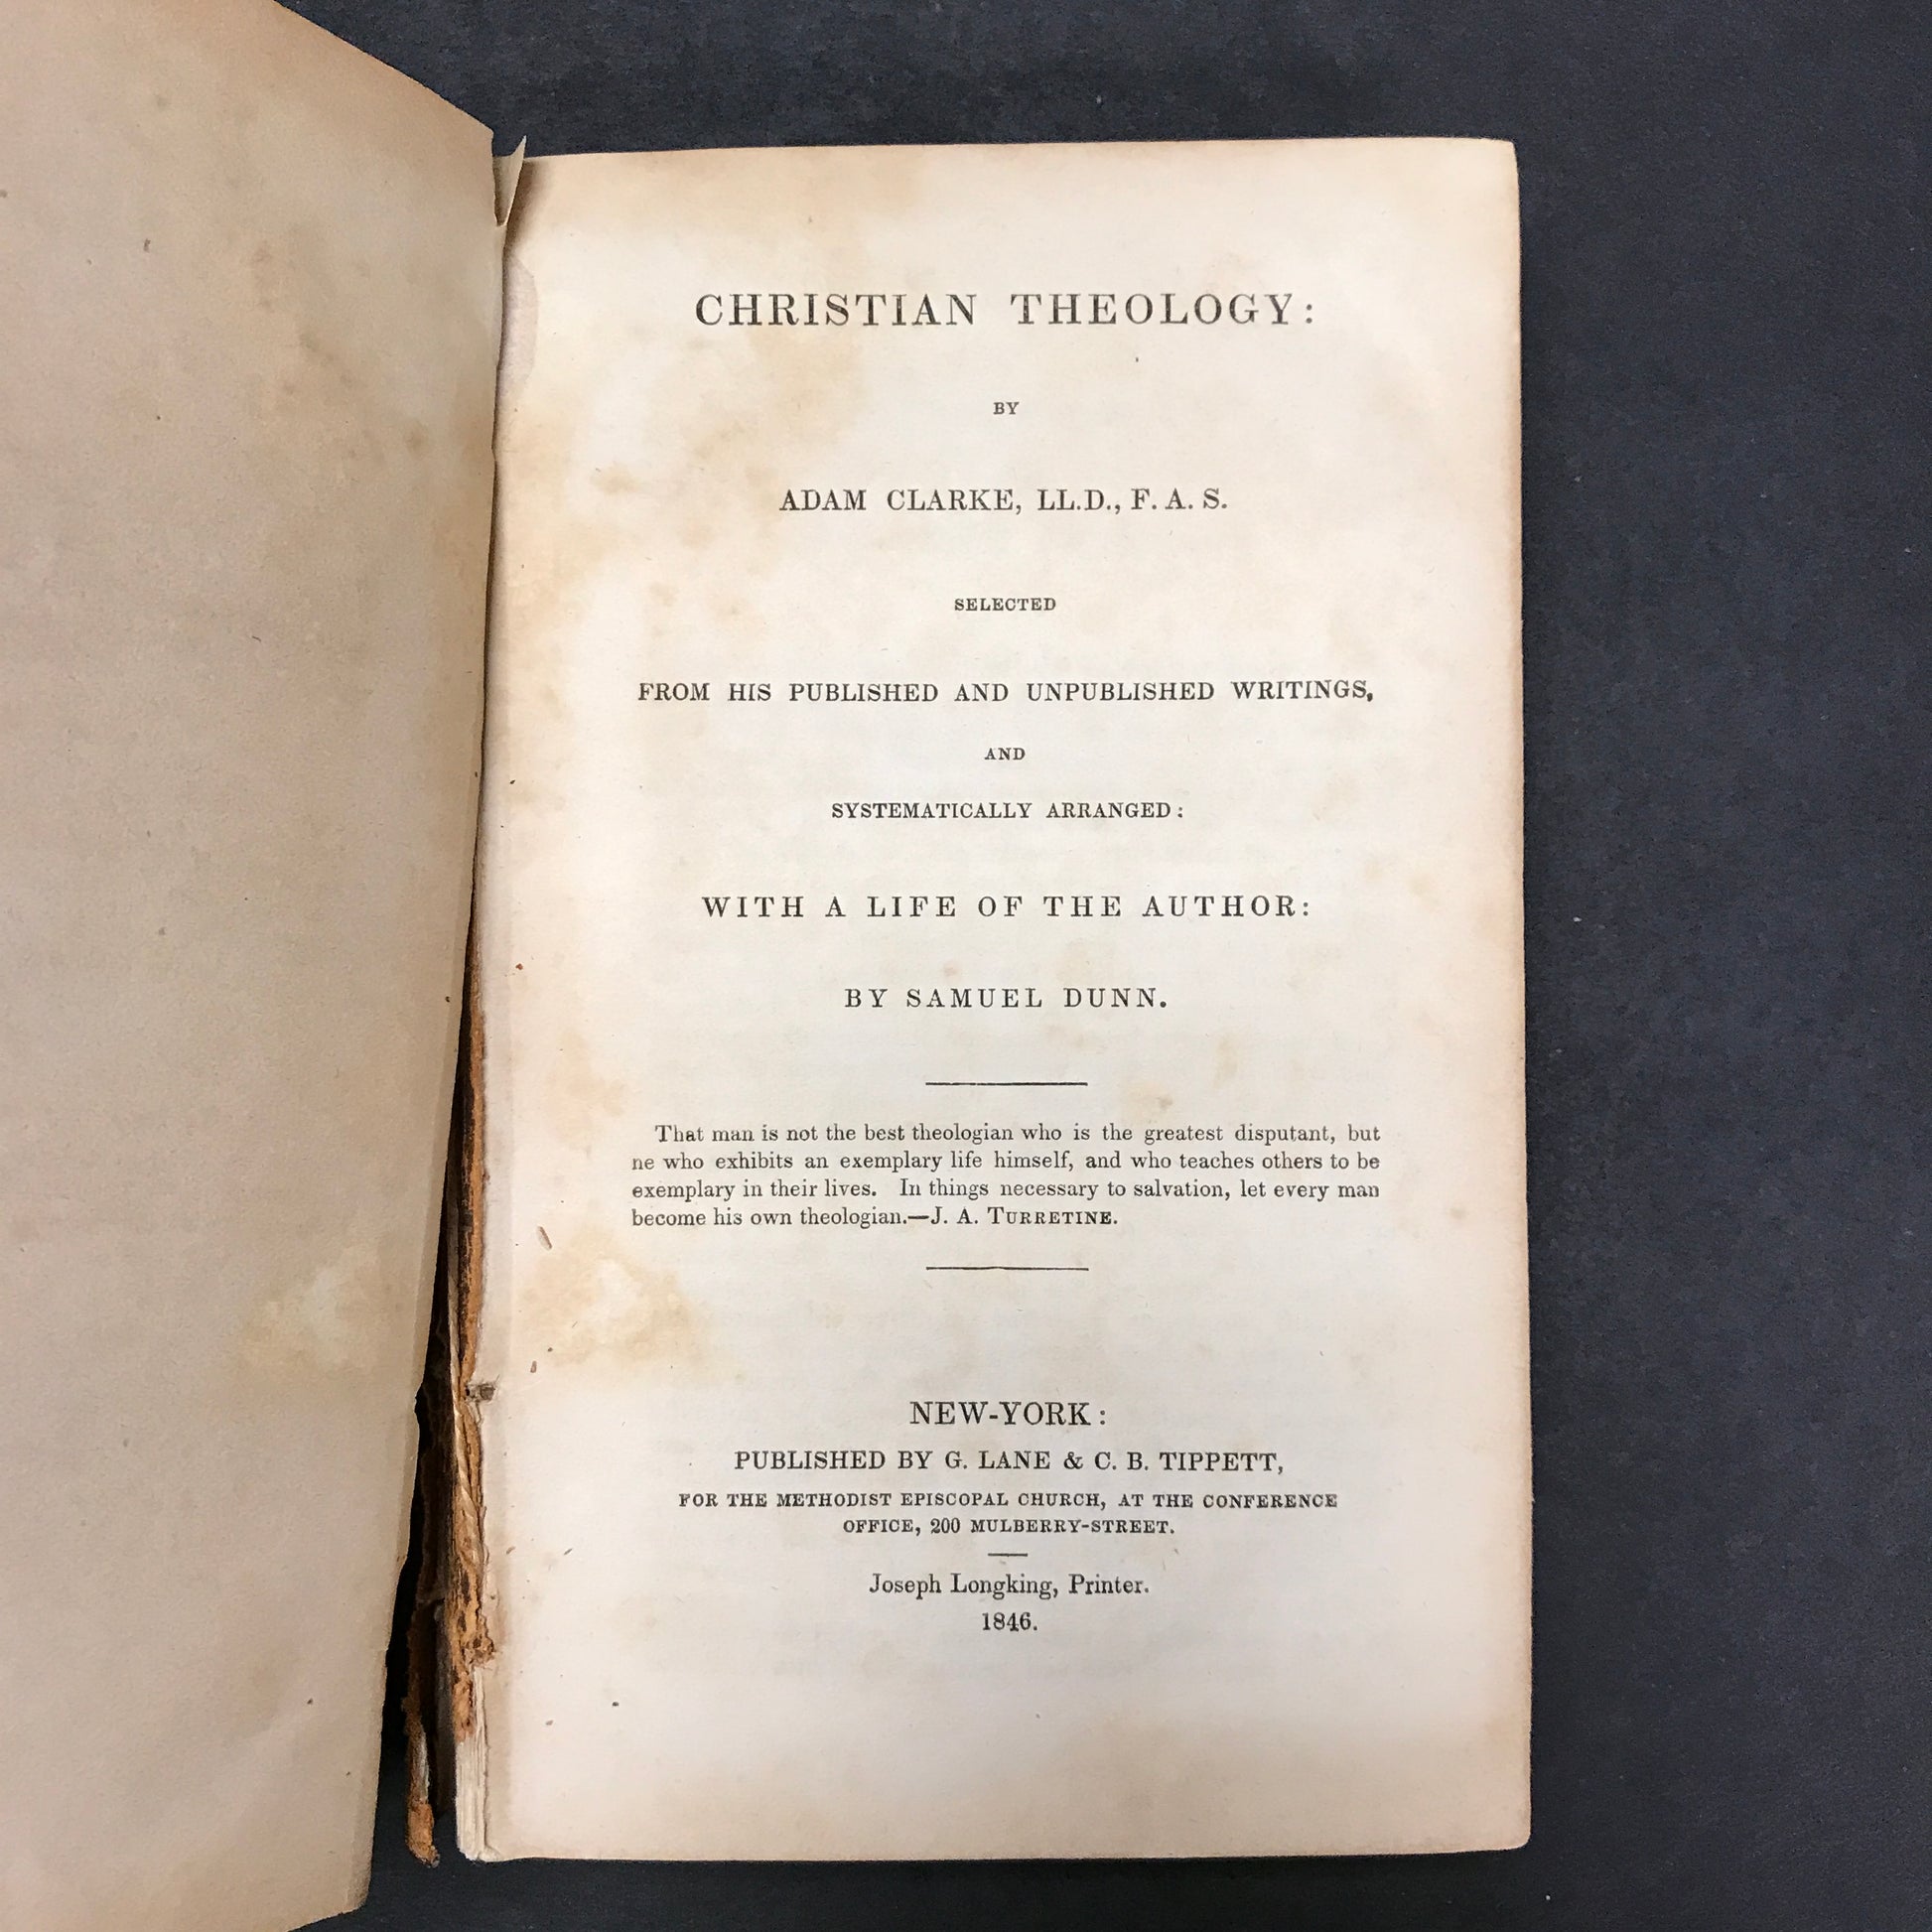 CHRISTIAN THEOLOGY:
BY
ADAM CLARKE, LL.D., F. A. S.
SELECTED
FROM HIS PUBLISHED AND UNPUBLISHED WRITINGS,
AND
SYSTEMATICALLY ARRANGED:
WITH A LIFE OF THE AUTHOR:
BY SAMUEL DUNN.
That man is not the best theologian who is the greatest disputant, but
ne who exhibits an exemplary life himself, and who teaches others to be
exemplary in their lives. In things necessary to salvation, let every man
become his own theologian.—J. A. TURRETINE.
NEW-YORK:
PUBLISHED BY G. LANE & C. B. TIPPETT,
FOR THE METHODIST EPISCOPAL CHURCH, AT THE CONFERENCE
OFFICE, 200 MULBERRY-STREET.
Joseph Longking, Printer.
1846.